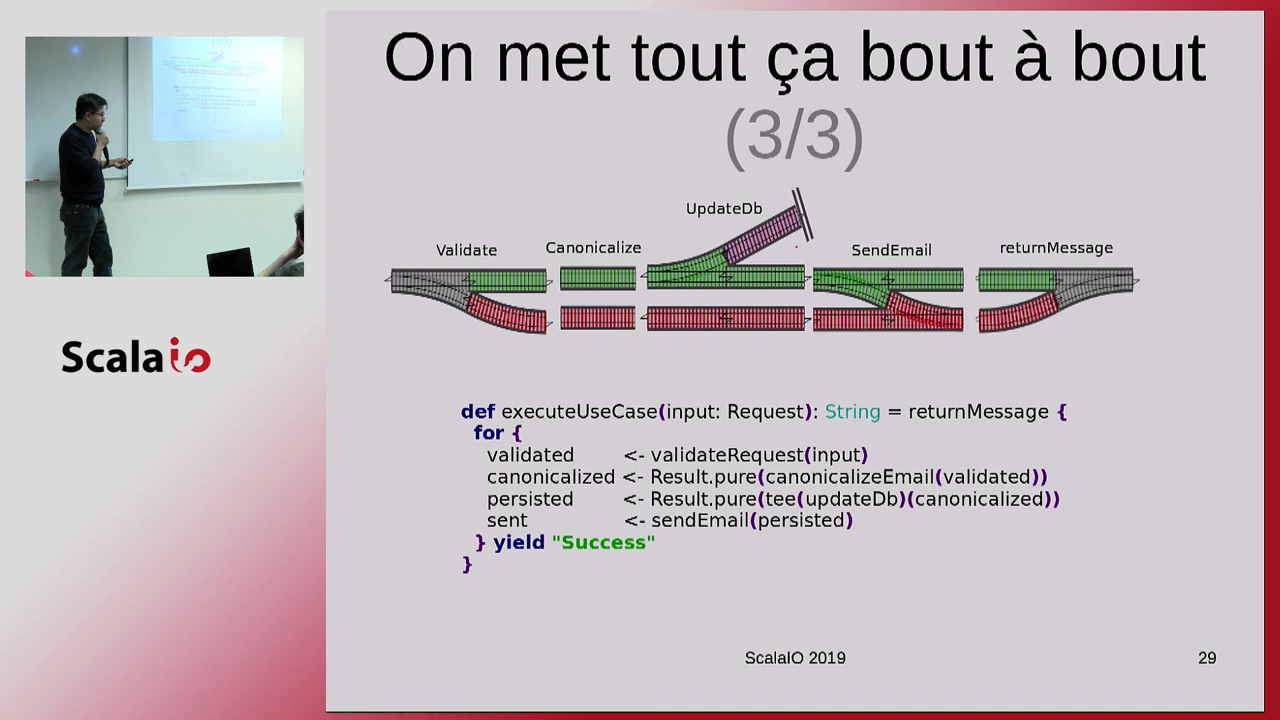 On met tout ça bout à bout
(3/3)
UpdateDb
Validate
Canonicalize
SendEmail
returnMessage
Scalaio
def executeUseCase(input: Request): String = returnMessage {
for {
validated <- validateRequest(input)
canonicalized <- Result.pure(canonicalizeEmail(validated))
persisted <- Result.pure(tee(updateDb)(canonicalized))
sent <- sendEmail(persisted)
} yield "Success"
}
ScalaIO 2019
29